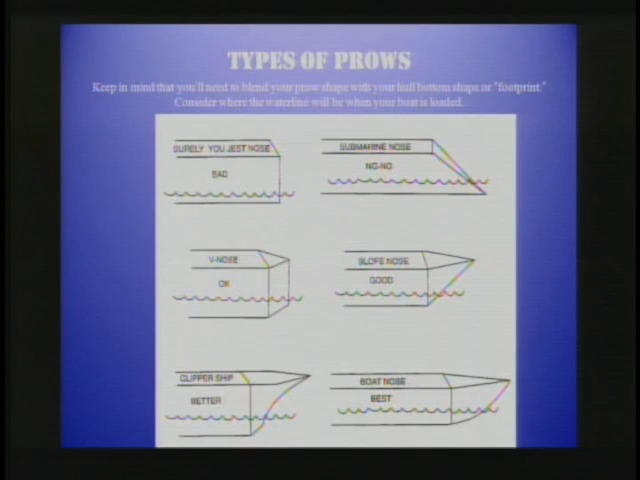 TYPES OF PROWS
Keep in mind that you'll need to blend your prow shape with your hull bottom shape or "footprint."
Consider where the waterline will be when your boat is loaded.
SURELY YOU JEST NOSE
BAD
SUBMARINE NOSE
NO-NO
V-NOSE
OK
SLOPE NOSE
GOOD
CLIPPER SHIP
BETTER
BOAT NOSE
BEST